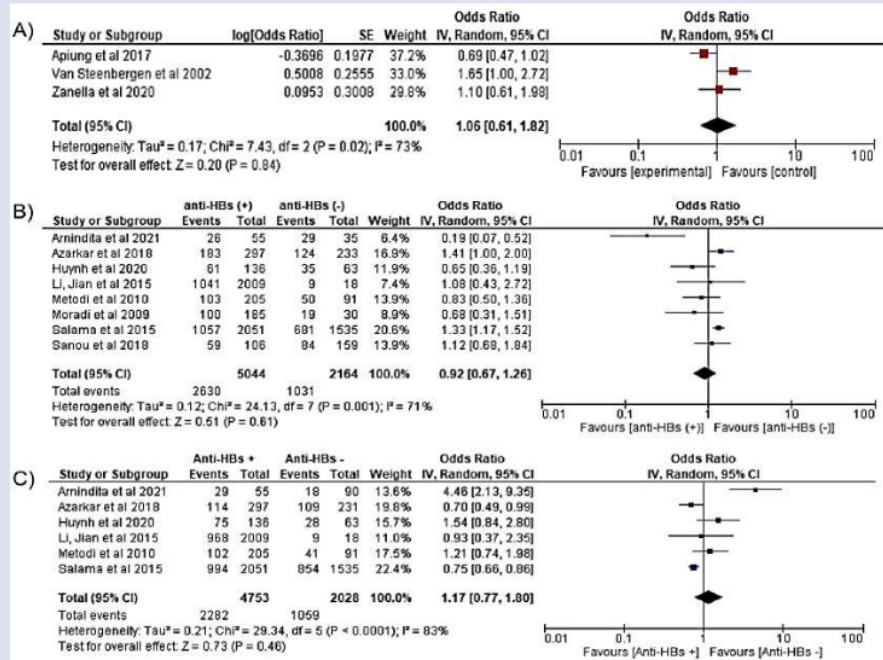 A)
Odds Ratio Odds Ratio
Study or Subgroup log[Odds Ratio] SE Weight IV, Random, 95% CI IV, Random, 95% CI
Apiung et al 2017 -0.3696 0.1977 37.2% 0.69 [0.47, 1.02]
Van Steenbergen et al 2002 0.5008 0.2555 33.0% 1.65 [1.00, 2.72]
Zanella et al 2020 0.0953 0.3008 29.8% 1.10 [0.61, 1.98]
Total (95% CI) 100.0% 1.06 [0.61, 1.82]
Heterogeneity: Tau² = 0.17; Chi² = 7.43, df = 2 (P = 0.02); I² = 73%
Test for overall effect: Z = 0.20 (P = 0.84)
0.01 0.1 1 10 100
Favours [experimental] Favours [control]
B)
anti-HBs (+) anti-HBs (-) Odds Ratio Odds Ratio
Study or Subgroup Events Total Events Total Weight IV, Random, 95% CI IV, Random, 95% CI
Arnindita et al 2021 26 55 29 35 6.4% 0.19 [0.07, 0.52]
Azarkar et al 2018 183 297 124 233 16.9% 1.41 [1.00, 2.00]
Huynh et al 2020 61 136 35 63 11.9% 0.65 [0.36, 1.19]
Li, Jian et al 2015 1041 2009 9 18 7.4% 1.08 [0.43, 2.72]
Metodi et al 2010 103 205 50 91 13.9% 0.83 [0.50, 1.36]
Moradi et al 2009 100 185 19 30 8.9% 0.68 [0.31, 1.51]
Salama et al 2015 1057 2051 681 1535 20.6% 1.33 [1.17, 1.52]
Sanou et al 2018 59 106 84 159 13.9% 1.12 [0.68, 1.84]
Total (95% CI) 5044 2164 100.0% 0.92 [0.67, 1.26]
Total events 2630 1031
Heterogeneity: Tau² = 0.12; Chi² = 24.13, df = 7 (P = 0.001); I² = 71%
Test for overall effect: Z = 0.51 (P = 0.61)
0.01 0.1 1 10 100
Favours [anti-HBs (+)] Favours [anti-HBs (-)]
C)
Anti-HBs + Anti-HBs - Odds Ratio Odds Ratio
Study or Subgroup Events Total Events Total Weight IV, Random, 95% CI IV, Random, 95% CI
Arnindita et al 2021 29 55 18 90 13.6% 4.46 [2.13, 9.35]
Azarkar et al 2018 114 297 109 231 19.8% 0.70 [0.49, 0.99]
Huynh et al 2020 75 136 28 63 15.7% 1.54 [0.84, 2.80]
Li, Jian et al 2015 968 2009 9 18 11.0% 0.93 [0.37, 2.35]
Metodi et al 2010 102 205 41 91 17.5% 1.21 [0.74, 1.98]
Salama et al 2015 994 2051 854 1535 22.4% 0.75 [0.66, 0.86]
Total (95% CI) 4753 2028 100.0% 1.17 [0.77, 1.80]
Total events 2282 1059
Heterogeneity: Tau² = 0.21; Chi² = 29.34, df = 5 (P < 0.0001); I² = 83%
Test for overall effect: Z = 0.73 (P = 0.46)
0.01 0.1 1 10 100
Favours [Anti-HBs +] Favours [Anti-HBs -]